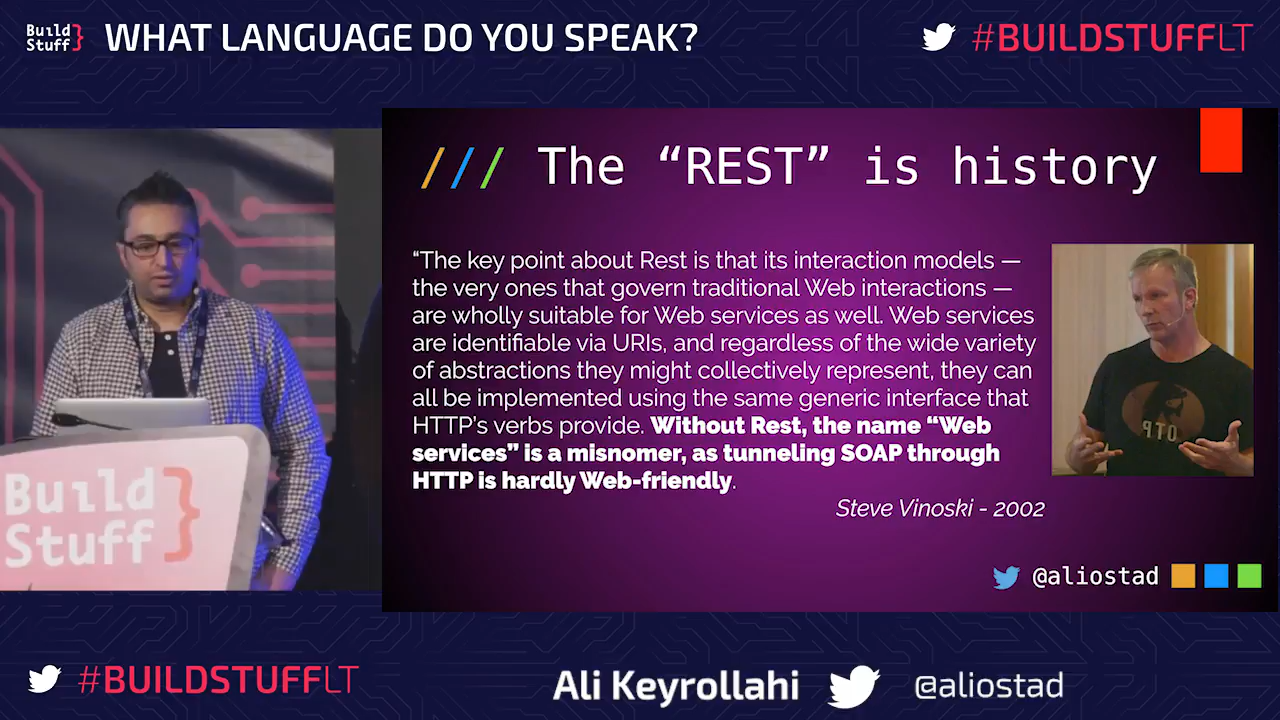 Build
Stuff}
WHAT LANGUAGE DO YOU SPEAK?
#BUILDSTUFFLT
/// The “REST” is history
“The key point about Rest is that its interaction models —
the very ones that govern traditional Web interactions —
are wholly suitable for Web services as well. Web services
are identifiable via URIs, and regardless of the wide variety
of abstractions they might collectively represent, they can
all be implemented using the same generic interface that
HTTP's verbs provide. Without Rest, the name “Web
services” is a misnomer, as tunneling SOAP through
HTTP is hardly Web-friendly.
Steve Vinoski - 2002
@aliostad
Build
Stuff}
#BUILDSTUFFLT
Ali Keyrollahi
@aliostad